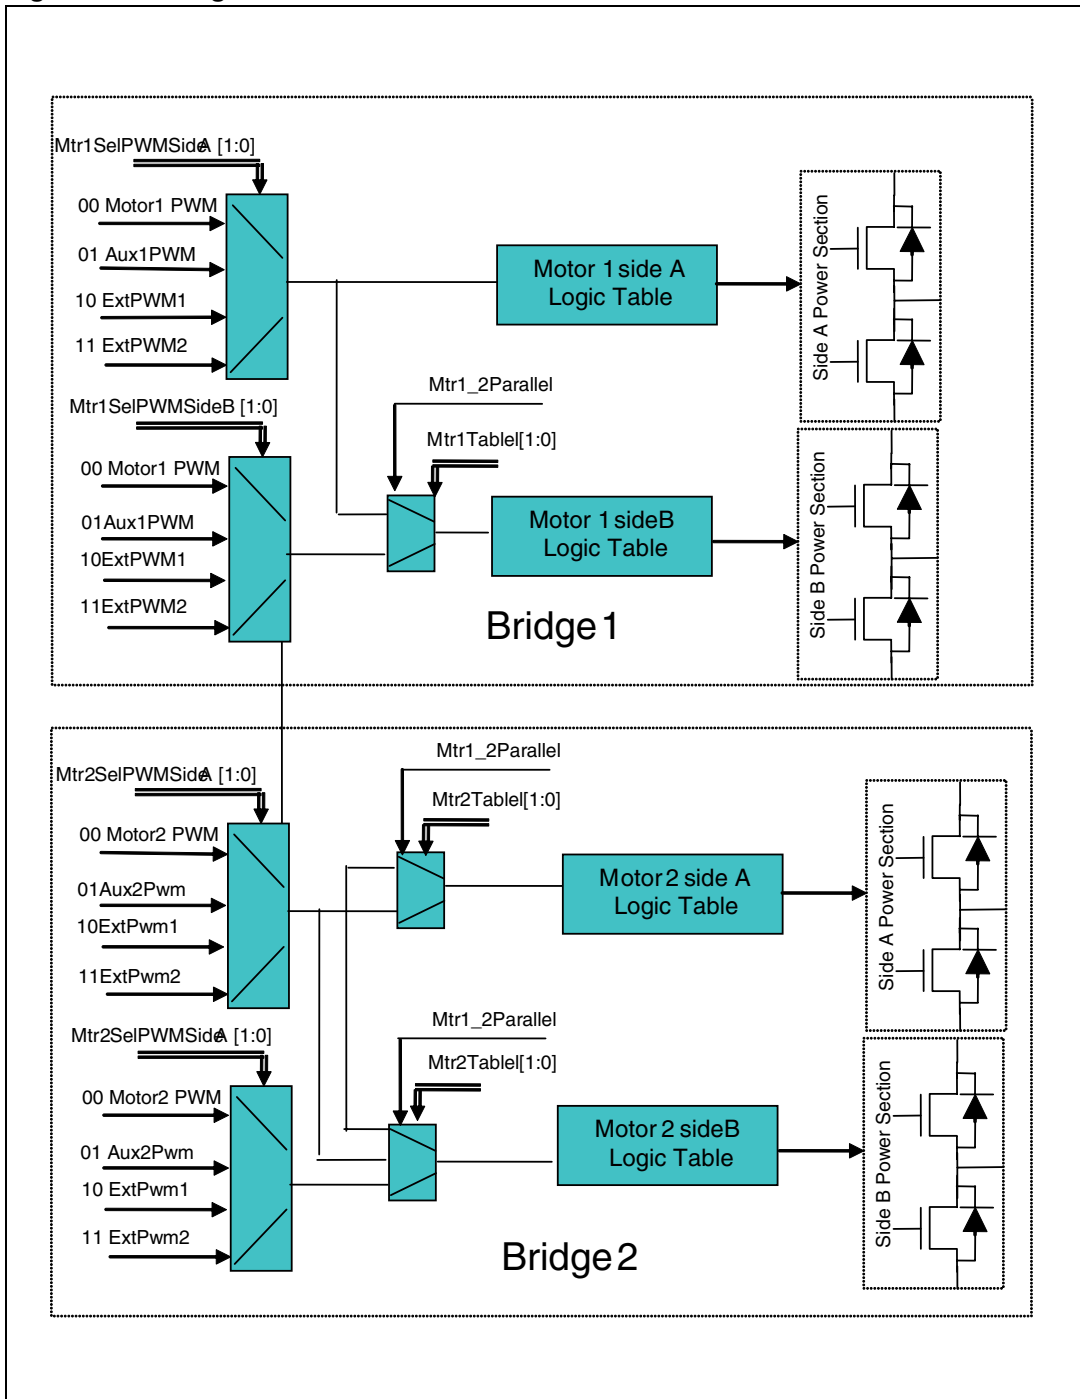 Mtr1SelPWMSideA [1:0]
00 Motor1 PWM
01 Aux1PWM
10 ExtPWM1
11 ExtPWM2
Motor 1 side A
Logic Table
Side A Power Section
Mtr1_2Parallel
Mtr1Tablel[1:0]
Mtr1SelPWMSideB [1:0]
00 Motor1 PWM
01Aux1PWM
10ExtPWM1
11ExtPWM2
Motor 1 sideB
Logic Table
Side B Power Section
Bridge 1
Mtr2SelPWMSideA [1:0]
00 Motor2 PWM
01Aux2Pwm
10ExtPwm1
11ExtPwm2
Mtr1_2Parallel
Mtr2Tablel[1:0]
Motor 2 side A
Logic Table
Side A Power Section
Mtr2SelPWMSideA [1:0]
00 Motor2 PWM
01 Aux2Pwm
10 ExtPwm1
11 ExtPwm2
Mtr1_2Parallel
Mtr2Tablel[1:0]
Motor 2 sideB
Logic Table
Side B Power Section
Bridge 2